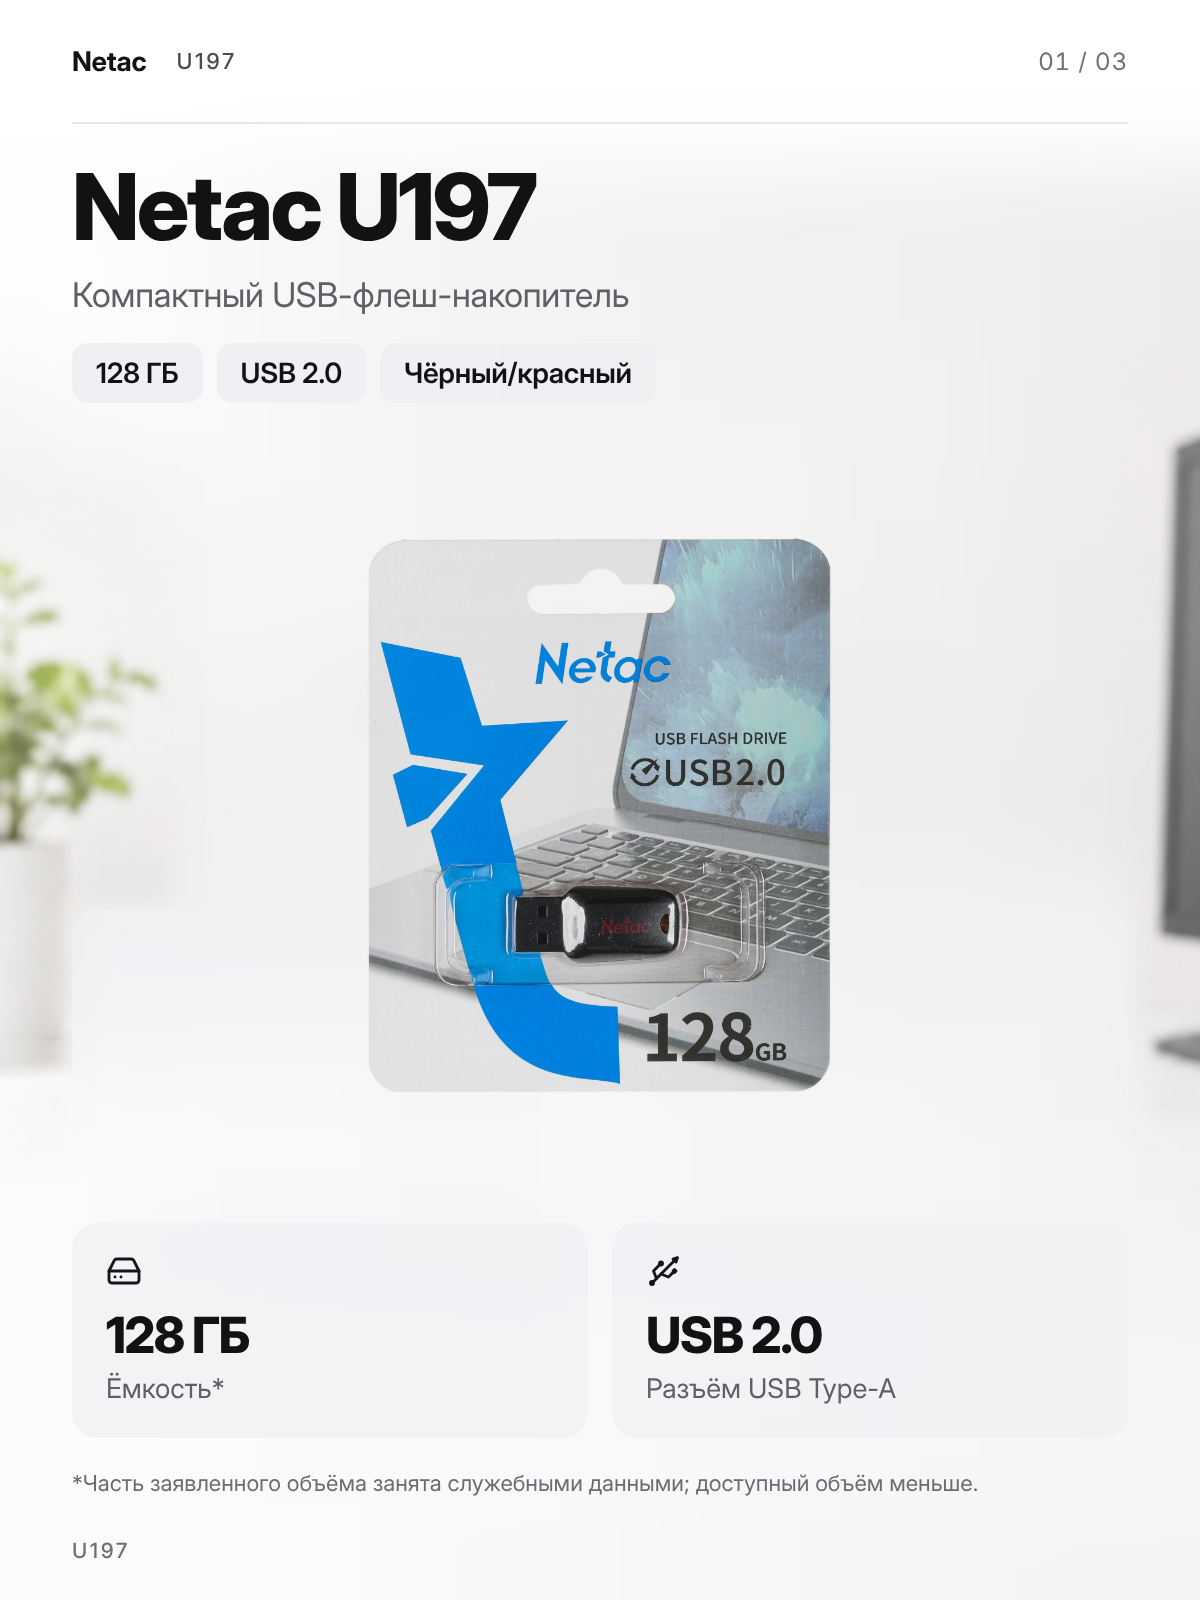 Netac U197 01 / 03
Netac U197
Компактный USB-флеш-накопитель
128 ГБ USB 2.0 Чёрный/красный
Netac
USB FLASH DRIVE
USB2.0
Netac
128GB
128 ГБ
Ёмкость*
USB 2.0
Разъём USB Type-A
*Часть заявленного объёма занята служебными данными; доступный объём меньше.
U197